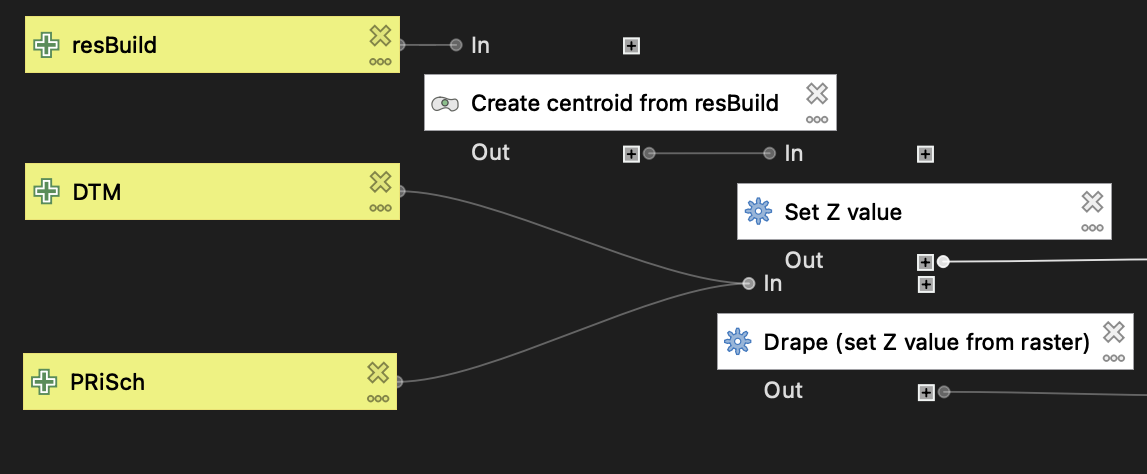 resBuild
In
Create centroid from resBuild
Out
In
DTM
Set Z value
Out
In
Drape (set Z value from raster)
PRiSch
Out